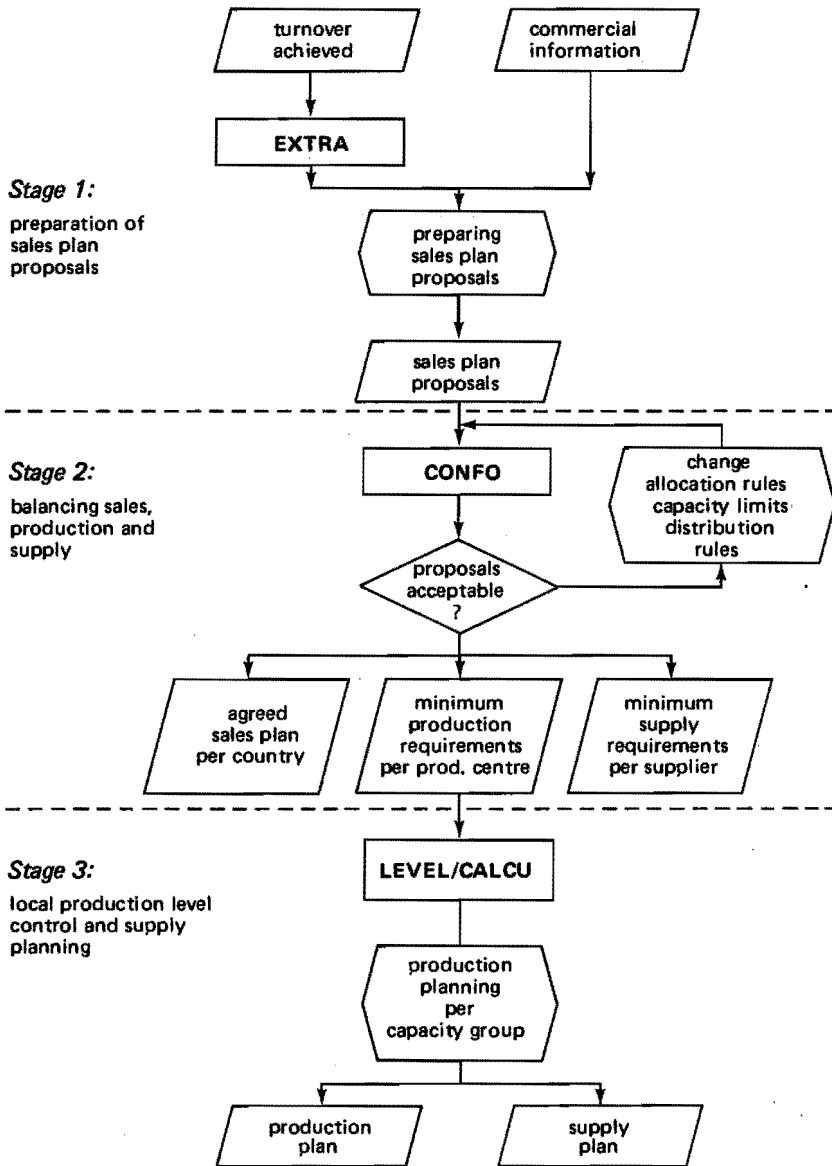 turnover
achieved
commercial
information
EXTRA
Stage 1:
preparation of
sales plan
proposals
preparing
sales plan
proposals
sales plan
proposals
Stage 2:
balancing sales,
production and
supply
CONFO
change
allocation rules
capacity limits
distribution
rules
proposals
acceptable
?
agreed
sales plan
per country
minimum
production
requirements
per prod. centre
minimum
supply
requirements
per supplier
Stage 3:
local production level
control and supply
planning
LEVEL/CALCU
production
planning
per
capacity group
production
plan
supply
plan